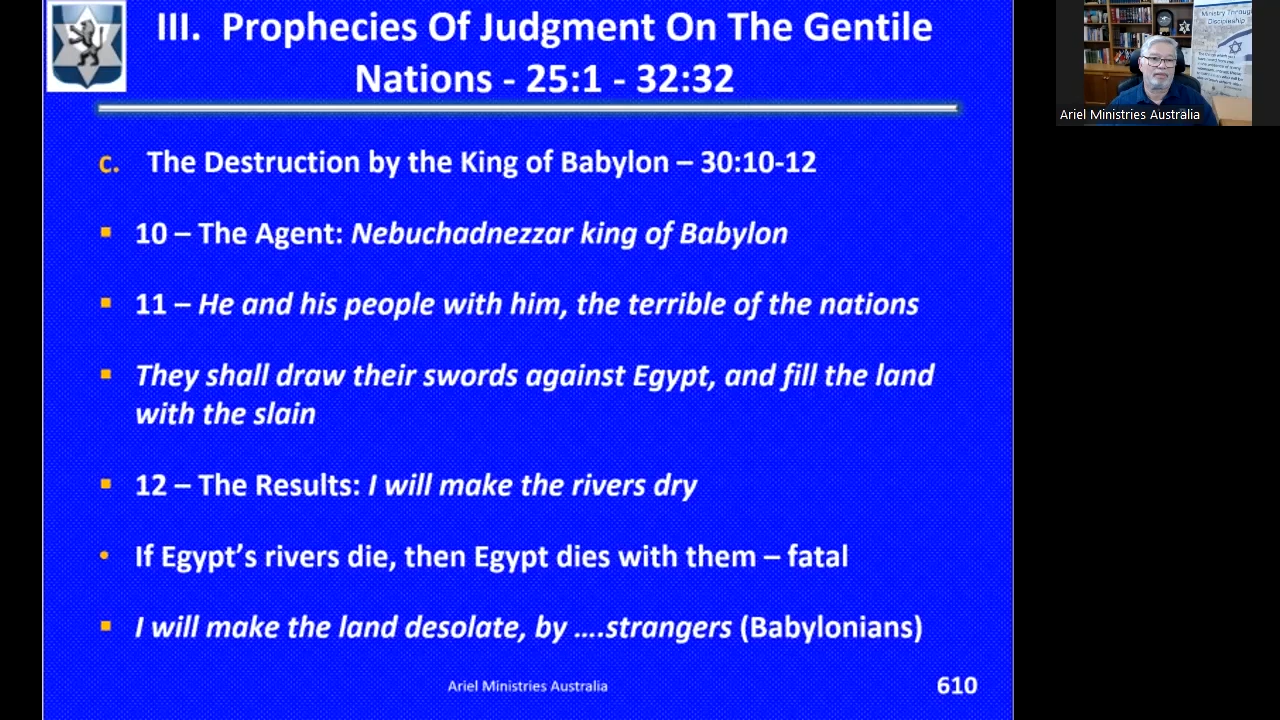 III. Prophecies Of Judgment On The Gentile
Nations - 25:1 - 32:32
c. The Destruction by the King of Babylon – 30:10-12
▪ 10 – The Agent: Nebuchadnezzar king of Babylon
▪ 11 – He and his people with him, the terrible of the nations
▪ They shall draw their swords against Egypt, and fill the land
with the slain
▪ 12 – The Results: I will make the rivers dry
• If Egypt’s rivers die, then Egypt dies with them – fatal
▪ I will make the land desolate, by ….strangers (Babylonians)
Ariel Ministries Australia
610
Ministry Through
Discipleship
Ariel Ministries Australia